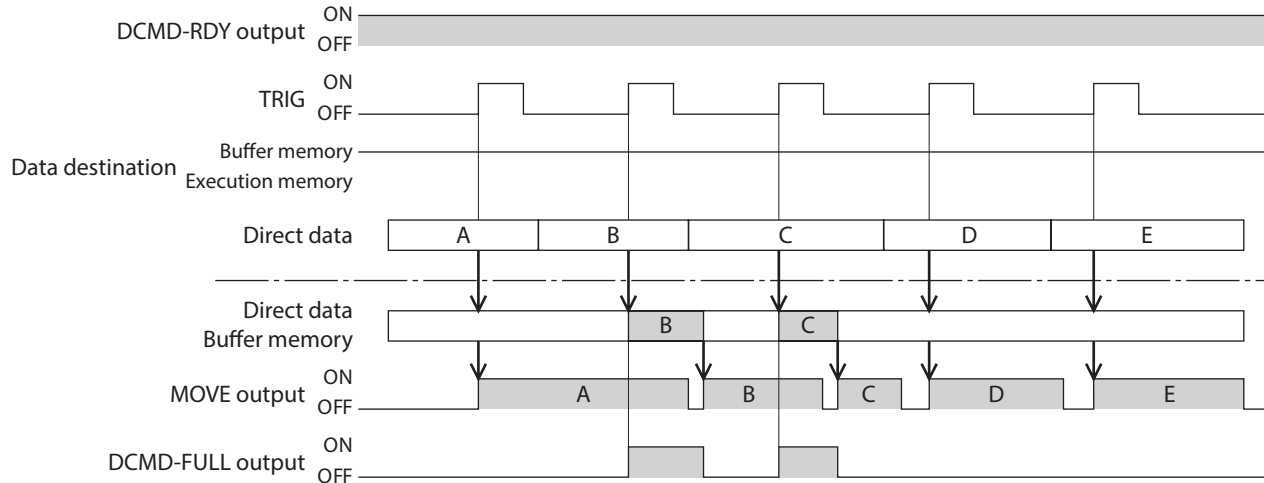 DCMD-RDY output ON
OFF
TRIG ON
OFF
Data destination Buffer memory
Execution memory
Direct data A B C D E
Direct data
Buffer memory B C
MOVE output ON
OFF A B C D E
DCMD-FULL output ON
OFF